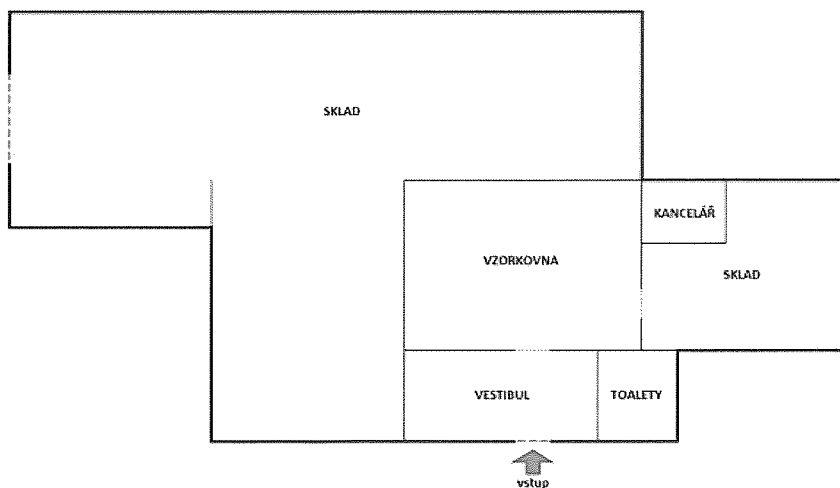 SKLAD
KANCELÁŘ
VZORKOVNA
SKLAD
VESTIBUL
TOALETY
vstup